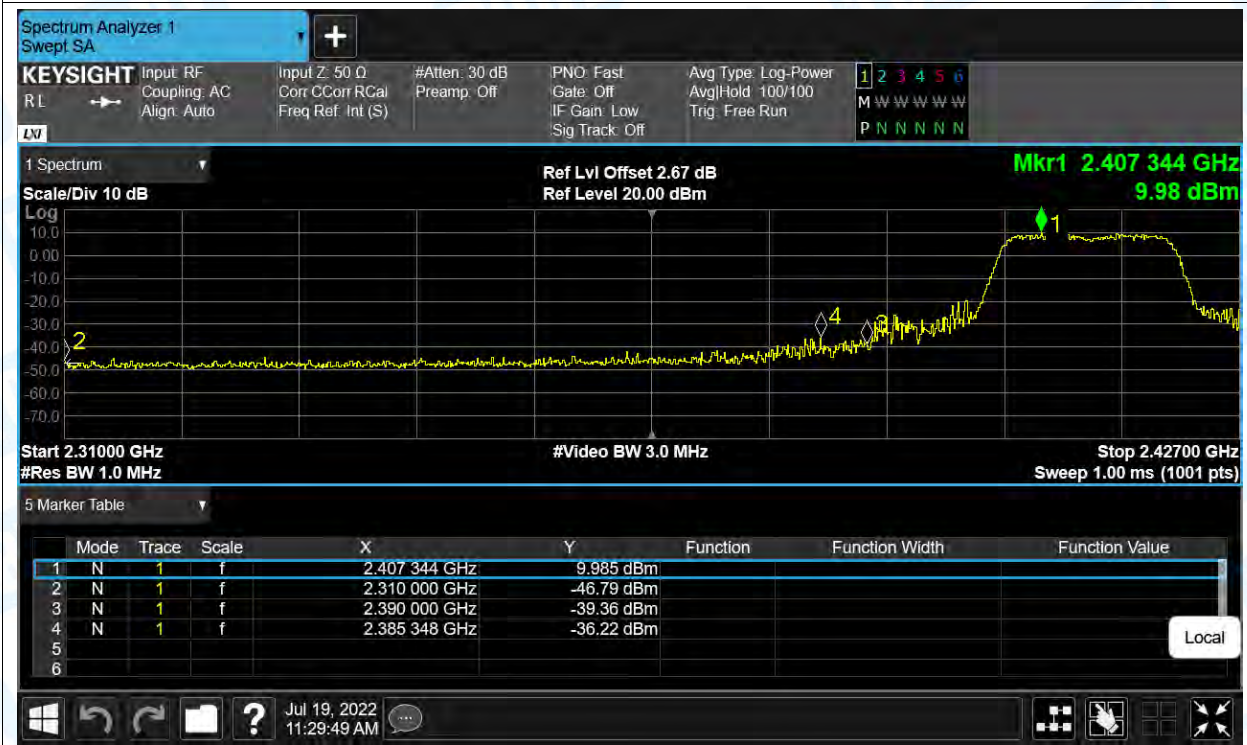 Spectrum Analyzer 1
Swept SA
+
KEYSIGHT
RL
LXI
Input: RF
Coupling: AC
Align: Auto
Input Z: 50 Ω
Corr CCorr RCal
Freq Ref: Int (S)
#Atten: 30 dB
Preamp: Off
PNO: Fast
Gate: Off
IF Gain: Low
Sig Track: Off
Avg Type: Log-Power
Avg|Hold: 100/100
Trig: Free Run
1 2 3 4 5 6
M W W W W W
P N N N N N
1 Spectrum
Scale/Div 10 dB
Ref Lvl Offset 2.67 dB
Ref Level 20.00 dBm
Mkr1 2.407 344 GHz
9.98 dBm
Log
10.0
0.00
-10.0
-20.0
-30.0
-40.0
-50.0
-60.0
-70.0
1
2
3
4
Start 2.31000 GHz
#Res BW 1.0 MHz
#Video BW 3.0 MHz
Stop 2.42700 GHz
Sweep 1.00 ms (1001 pts)
5 Marker Table
Mode Trace Scale X Y Function Function Width Function Value
1 N 1 f 2.407 344 GHz 9.985 dBm
2 N 1 f 2.310 000 GHz -46.79 dBm
3 N 1 f 2.390 000 GHz -39.36 dBm
4 N 1 f 2.385 348 GHz -36.22 dBm
5
6
Local
?
Jul 19, 2022
11:29:49 AM